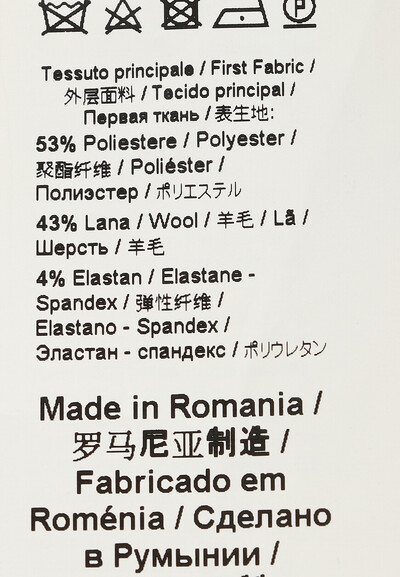 Tessuto principale / First Fabric /
外层面料 / Tecido principal /
Первая ткань / 表生地:
53% Poliestere / Polyester /
聚酯纤维 / Poliéster /
Полиэстер / ポリエステル
43% Lana / Wool / 羊毛 / Lã /
Шерсть / 羊毛
4% Elastan / Elastane -
Spandex / 弹性纤维 /
Elastano - Spandex /
Эластан - спандекс / ポリウレタン
Made in Romania /
罗马尼亚制造 /
Fabricado em
Roménia / Сделано
в Румынии /